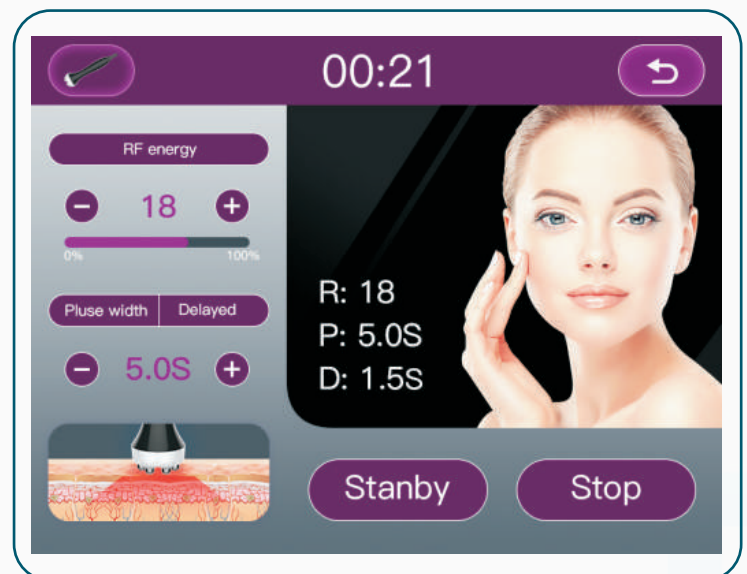 00:21
RF energy
18
0% 100%
Pluse width Delayed
5.0S
R: 18
P: 5.0S
D: 1.5s
Stanby Stop